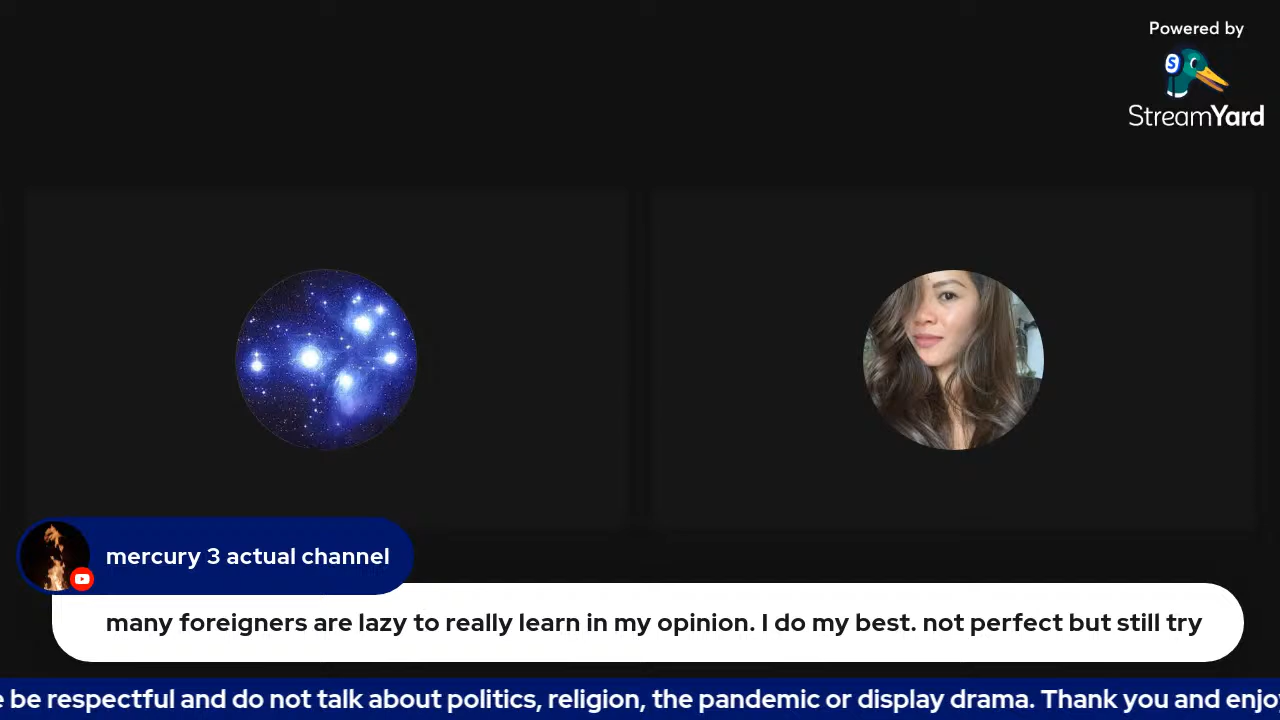 Powered by
S
StreamYard
mercury 3 actual channel
many foreigners are lazy to really learn in my opinion. I do my best. not perfect but still try
be respectful and do not talk about politics, religion, the pandemic or display drama. Thank you and